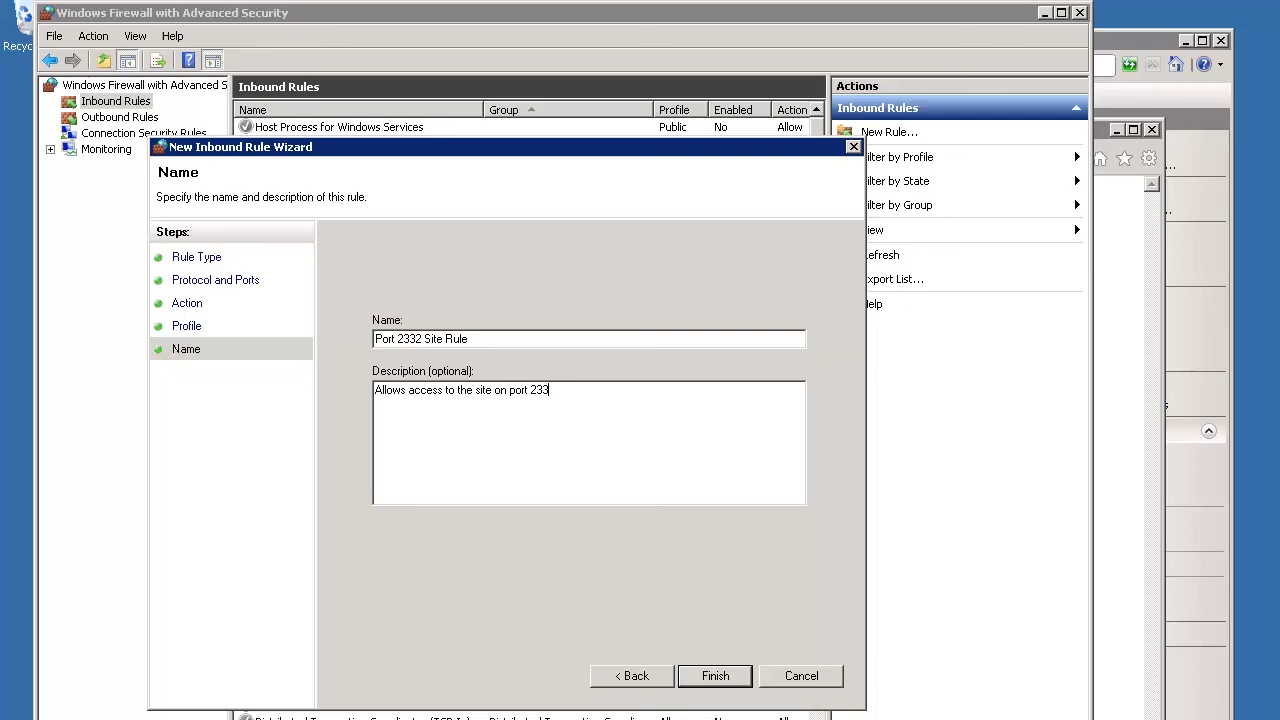 Recyc
Windows Firewall with Advanced Security
File Action View Help
Windows Firewall with Advanced S
Inbound Rules
Outbound Rules
Connection Security Rules
Monitoring
Inbound Rules
Name Group Profile Enabled Action
Host Process for Windows Services Public No Allow
Actions
Inbound Rules
New Rule...
ilter by Profile
ilter by State
ilter by Group
iew
efresh
xport List...
elp
New Inbound Rule Wizard
Name
Specify the name and description of this rule.
Steps:
Rule Type
Protocol and Ports
Action
Profile
Name
Name:
Port 2332 Site Rule
Description (optional):
Allows access to the site on port 233
< Back Finish Cancel